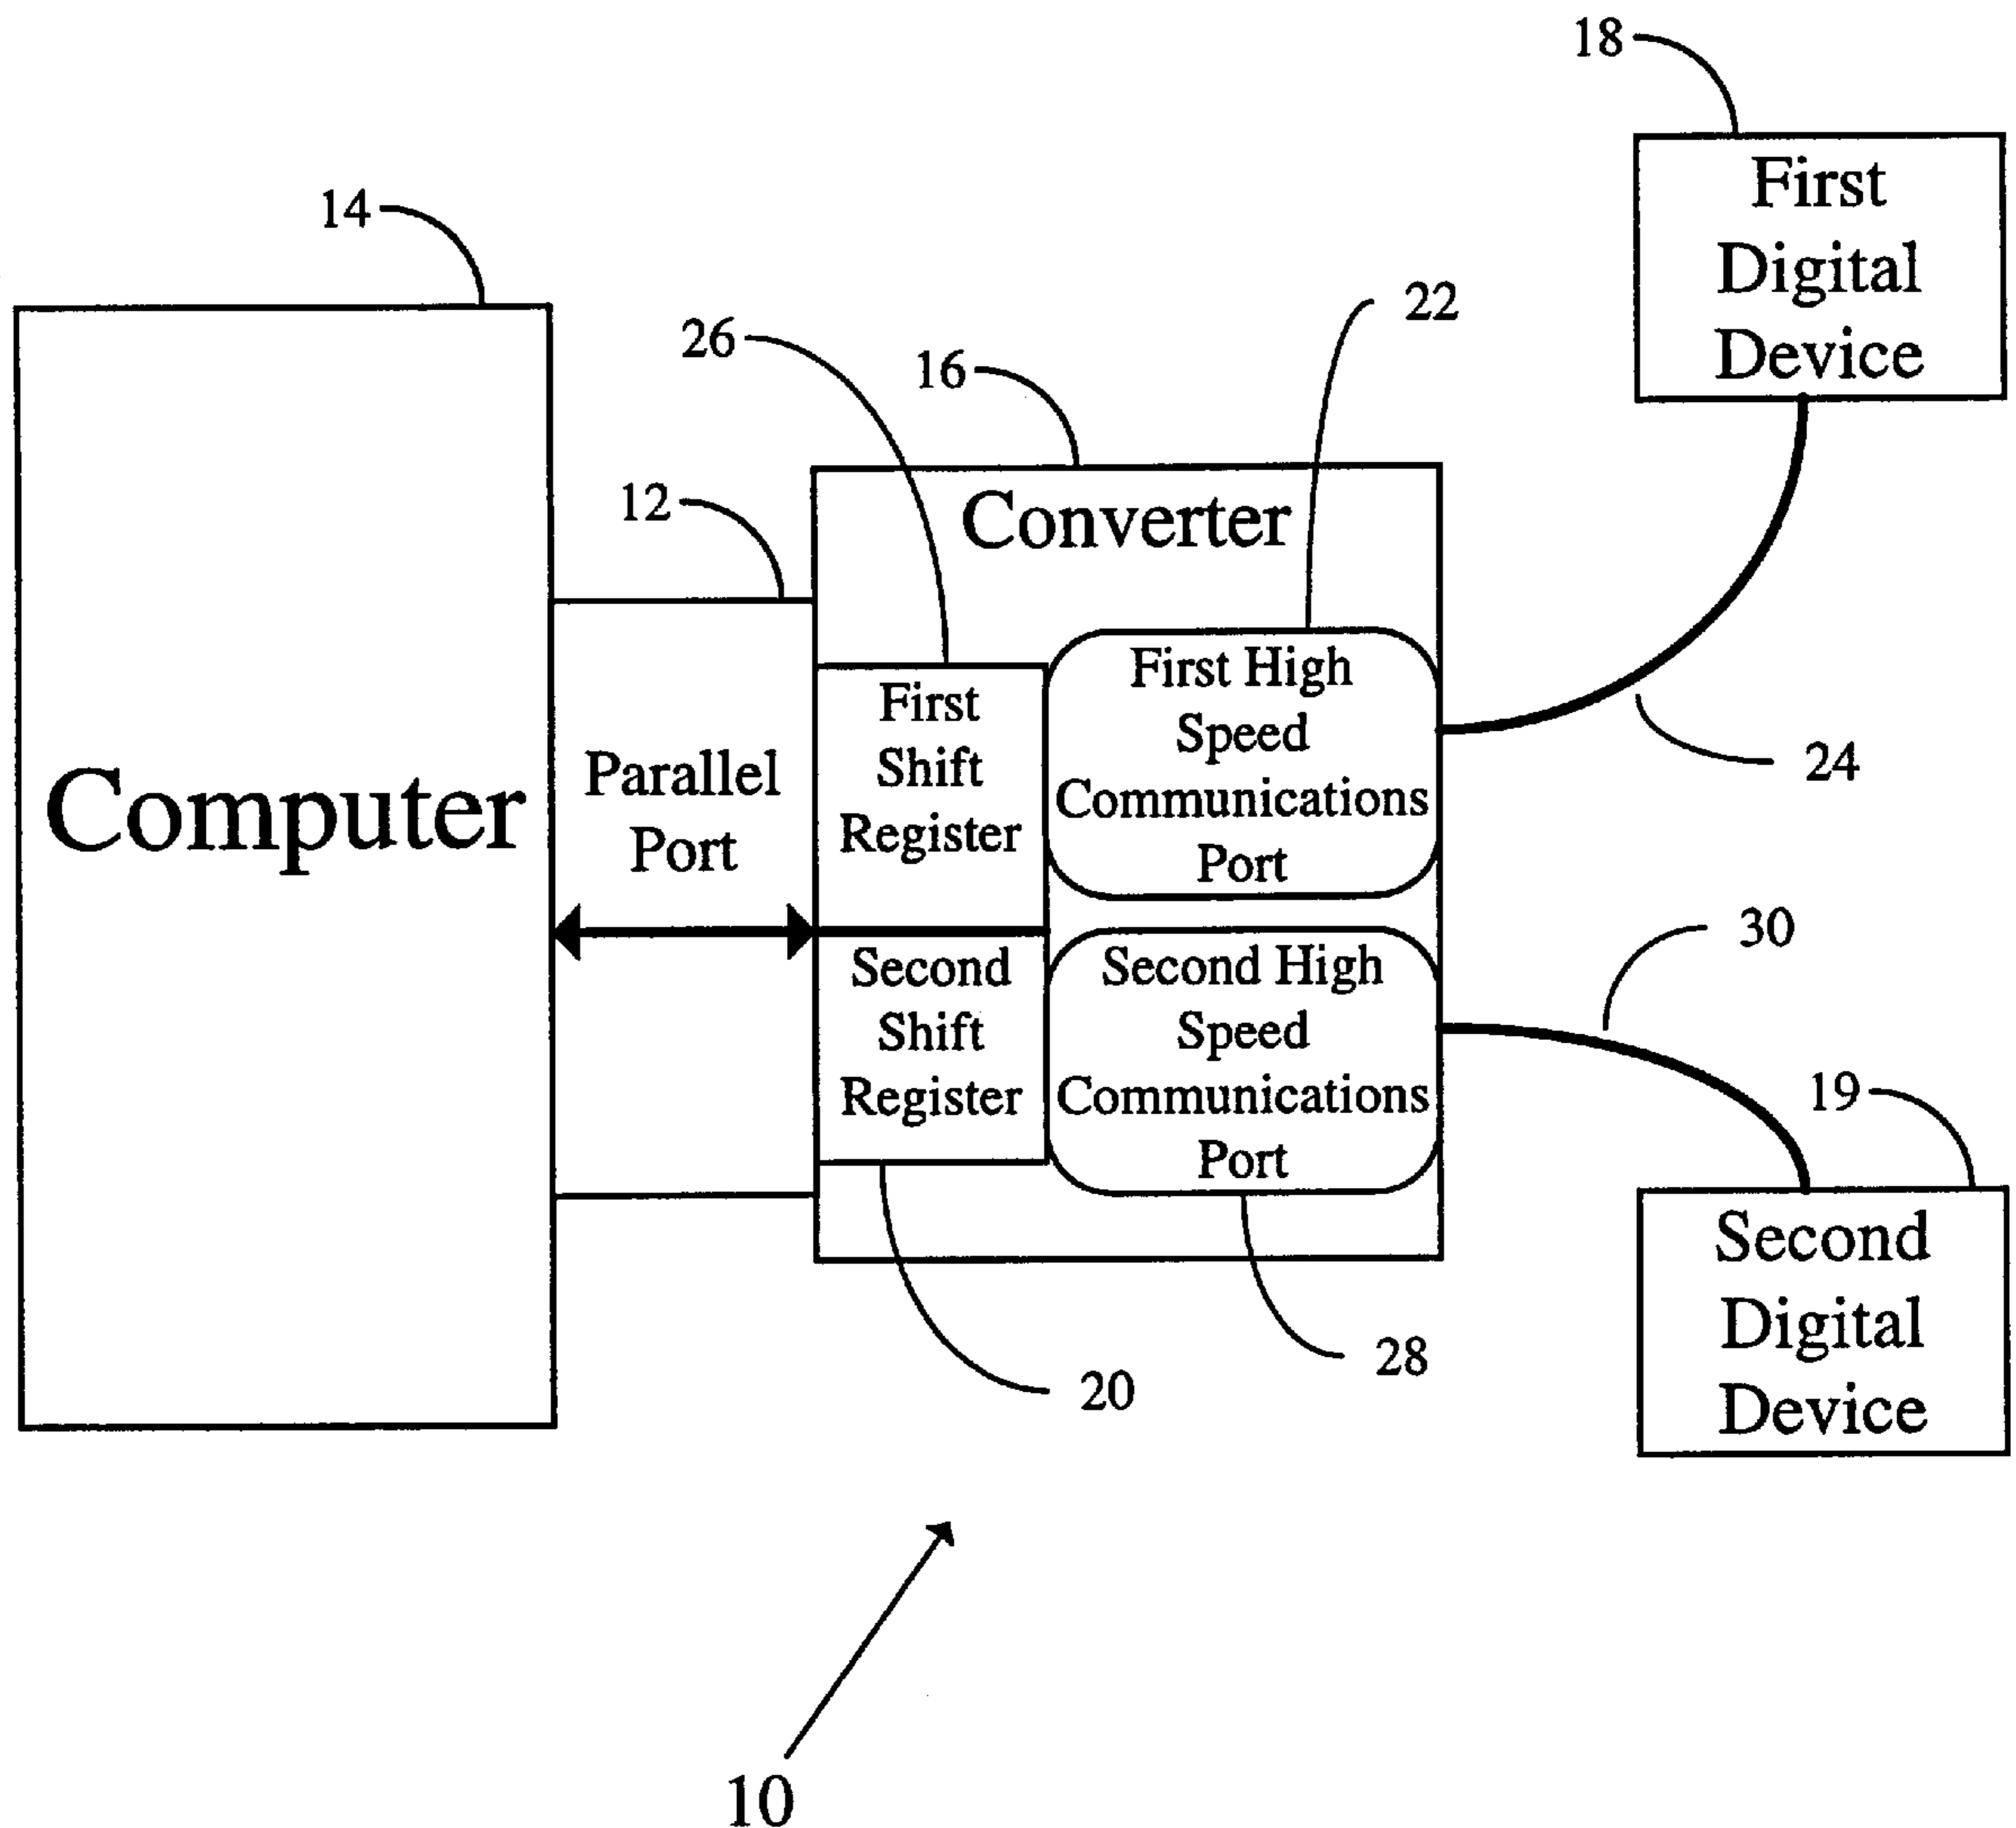 18
First
Digital
Device
14
22
26
16
12
Converter
First High
Speed
Communications
Port
First
Shift
Register
24
Computer
Parallel
Port
30
Second
Shift
Register
Second High
Speed
Communications
Port
19
Second
Digital
Device
28
20
10